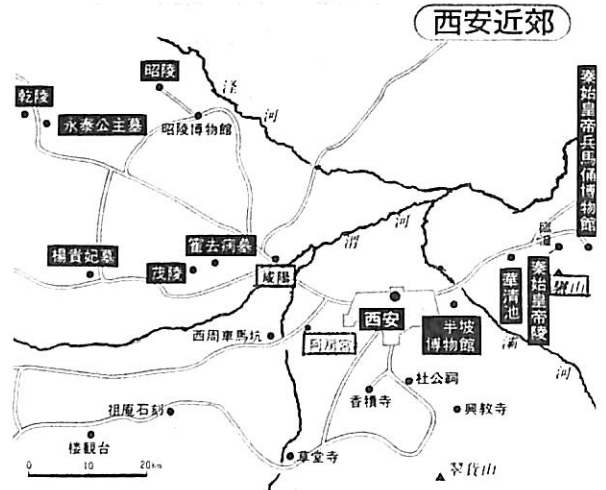 西安近郊
昭陵
乾陵
永泰公主墓
昭陵博物館
泾河
秦始皇帝兵馬俑博物館
楊貴妃墓
茂陵
霍去病墓
咸陽
渭河
臨潼
驪山
華清池
秦始皇帝陵
西安
半坡
博物館
西周車馬坑
阿房宮
灞河
杜公祠
香積寺
興教寺
祖庵石刻
楼観台
草堂寺
翠华山
0 10 20km